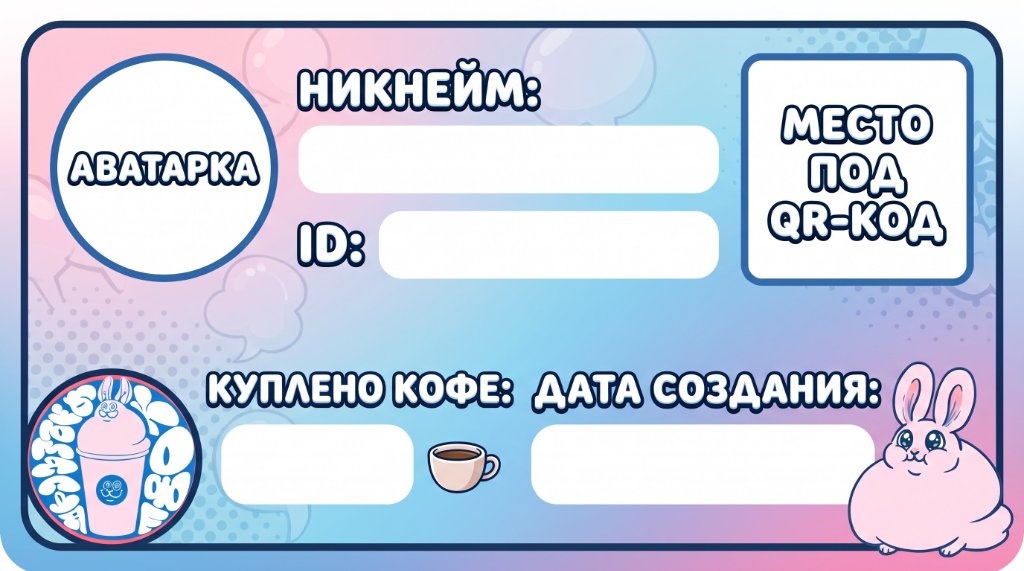 АВАТАРКА
НИКНЕЙМ:
ID:
МЕСТО
ПОД
QR-КОД
КУПЛЕНО КОФЕ:
ДАТА СОЗДАНИЯ: